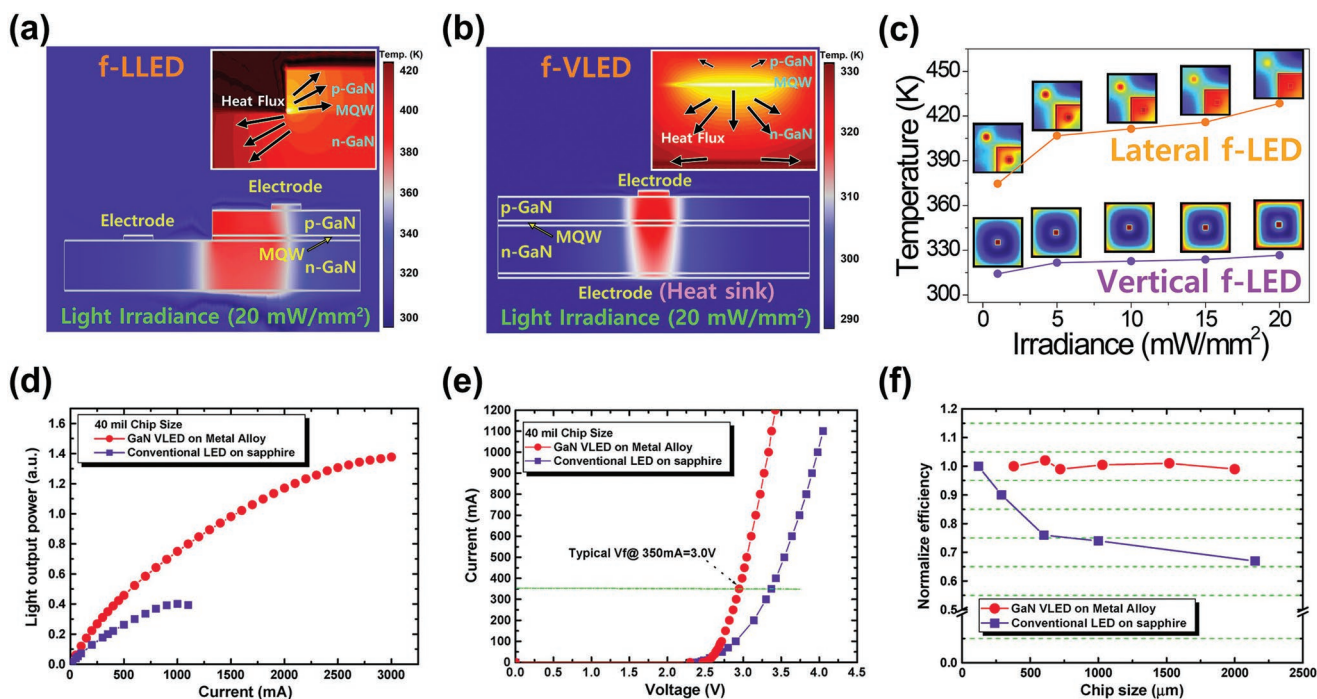 (a)
f-LLED
Heat Flux
p-GaN
MQW
n-GaN
Temp. (K)
420
400
380
360
340
320
300
Electrode
Electrode
p-GaN
MQW
n-GaN
Light Irradiance (20 mW/mm²)
(b)
f-VLED
p-GaN
MQW
n-GaN
Heat Flux
Temp. (K)
330
320
310
300
290
Electrode
p-GaN
MQW
n-GaN
Electrode (Heat sink)
Light Irradiance (20 mW/mm²)
(c)
Temperature (K)
450
420
390
360
330
300
Lateral f-LED
Vertical f-LED
0 5 10 15 20
Irradiance (mW/mm²)
(d)
Light output power (a.u.)
1.8
1.6
1.4
1.2
1.0
0.8
0.6
0.4
0.2
0.0
40 mil Chip Size
GaN VLED on Metal Alloy
Conventional LED on sapphire
0 500 1000 1500 2000 2500 3000
Current (mA)
(e)
Current (mA)
1200
1100
1000
900
800
700
600
500
400
300
200
100
0
40 mil Chip Size
GaN VLED on Metal Alloy
Conventional LED on sapphire
Typical Vf@ 350mA=3.0V
0.0 0.5 1.0 1.5 2.0 2.5 3.0 3.5 4.0 4.5
Voltage (V)
(f)
Normalize efficiency
1.2
1.1
1.0
0.9
0.8
0.7
0.6
0.5
0.0
GaN VLED on Metal Alloy
Conventional LED on sapphire
0 500 1000 1500 2000 2500
Chip size (μm)